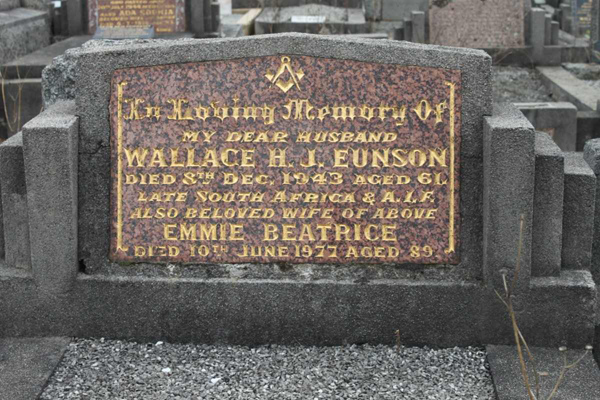 In Loving Memory Of
MY DEAR HUSBAND
WALLACE H. J. EUNSON
DIED 8TH DEC. 1943 AGED 61.
LATE SOUTH AFRICA & A.I.F.
ALSO BELOVED WIFE OF ABOVE
EMMIE BEATRICE
DIED 10TH JUNE 1977 AGED 89.